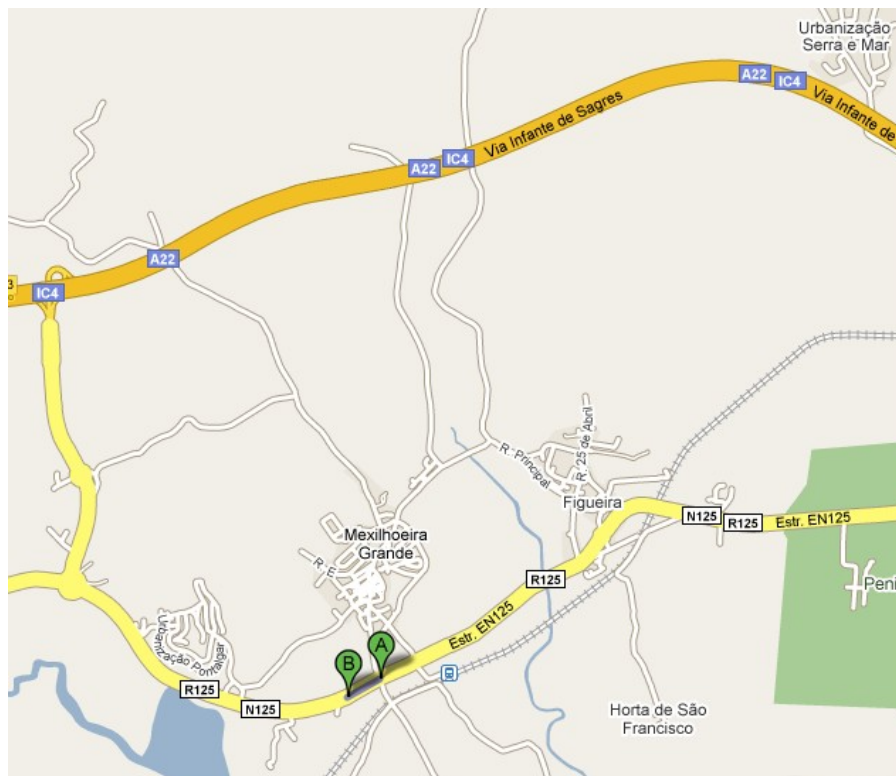 Urbanização
Serra e Mar
A22
IC4
Via Infante de
Via Infante de Sagres
IC4
A22
A22
3
IC4
R. 25 de Abril
R. Principal
Figueira
N125
R125
Estr. EN125
Mexilhoeira
Grande
R. E
R125
Peni
Estr. EN125
Urbanização Pontalgar
A
B
R125
N125
Horta de São
Francisco